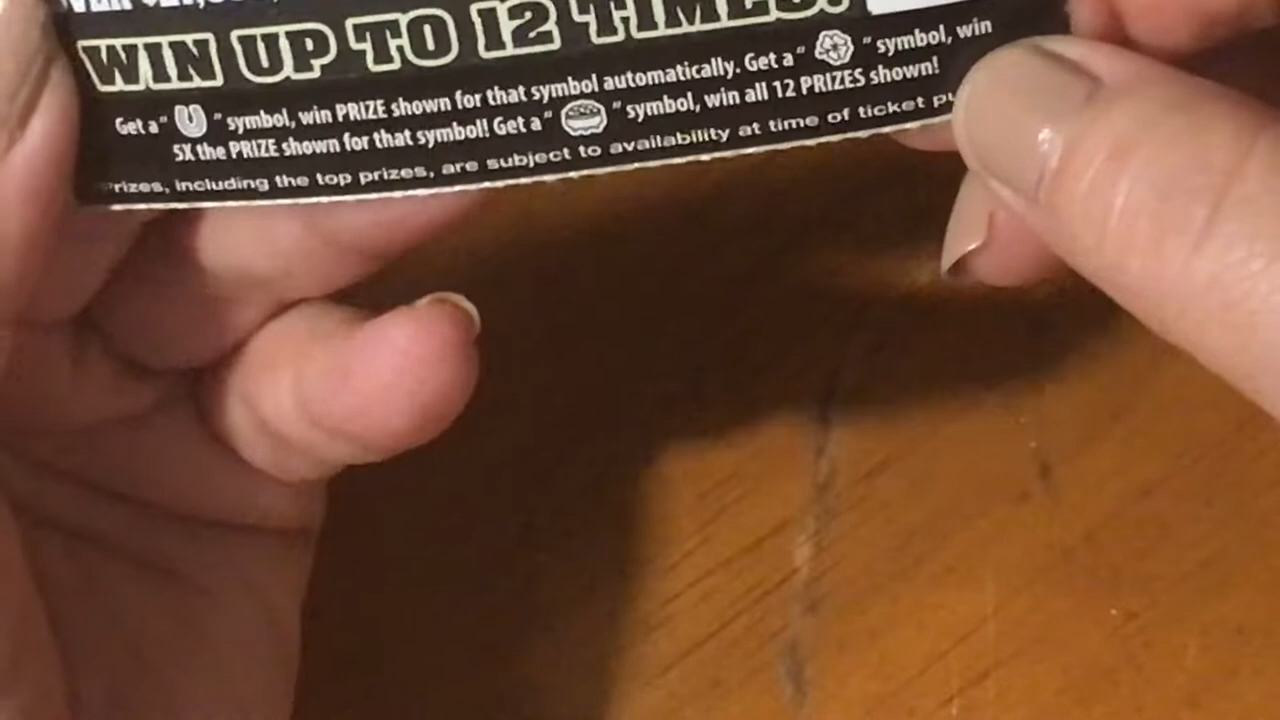 WIN UP TO 12 TIMES!
Get a " " symbol, win PRIZE shown for that symbol automatically. Get a " " symbol, win
5X the PRIZE shown for that symbol! Get a " " symbol, win all 12 PRIZES shown!
rizes, including the top prizes, are subject to availability at time of ticket